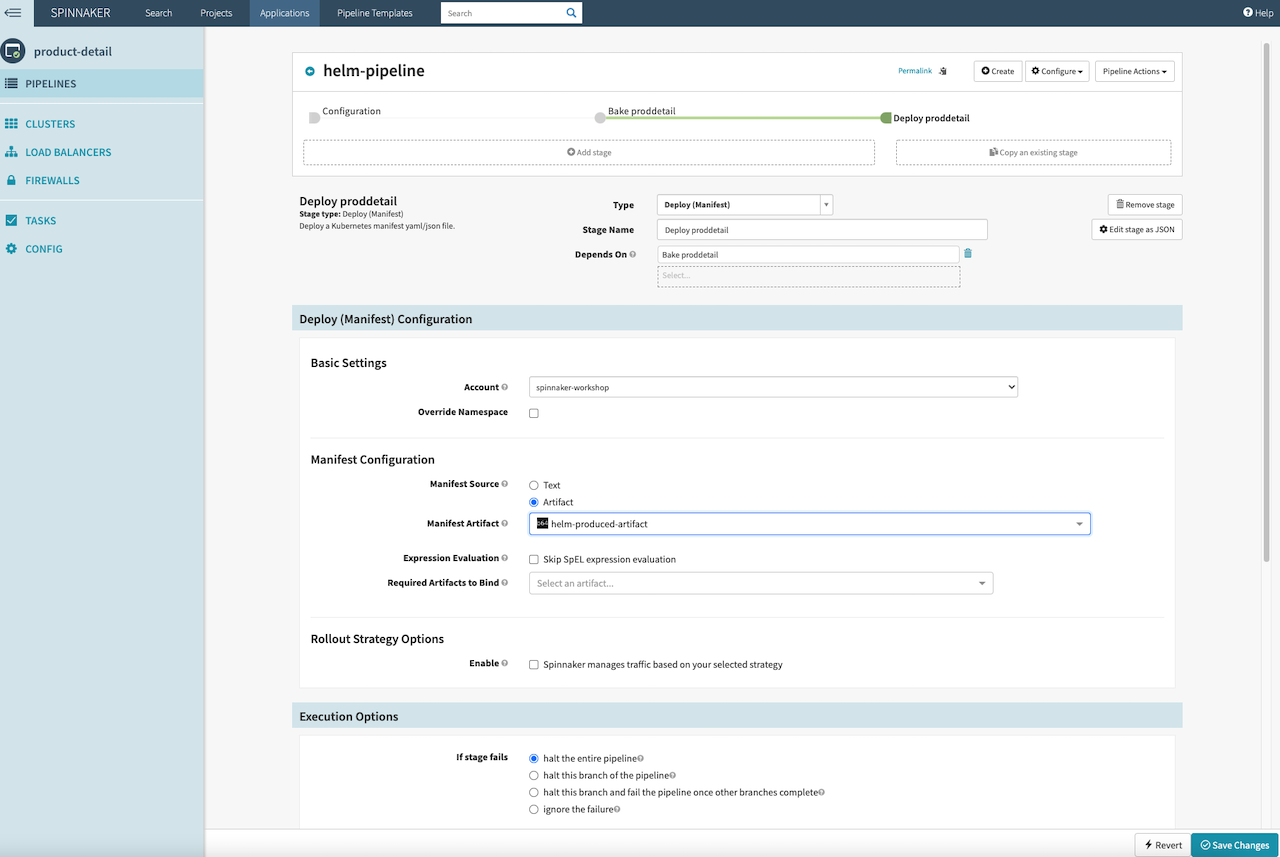 SPINNAKER Search Projects Applications Pipeline Templates Search Help
product-detail
PIPELINES
CLUSTERS
LOAD BALANCERS
FIREWALLS
TASKS
CONFIG
helm-pipeline Permalink Create Configure Pipeline Actions
Configuration Bake proddetail Deploy proddetail
Add stage Copy an existing stage
Deploy proddetail
Stage type: Deploy (Manifest)
Deploy a Kubernetes manifest yaml/json file.
Type Deploy (Manifest) Remove stage
Stage Name Deploy proddetail Edit stage as JSON
Depends On Bake proddetail
Select...
Deploy (Manifest) Configuration
Basic Settings
Account spinnaker-workshop
Override Namespace
Manifest Configuration
Manifest Source Text
Artifact
Manifest Artifact b64 helm-produced-artifact
Expression Evaluation Skip SpEL expression evaluation
Required Artifacts to Bind Select an artifact...
Rollout Strategy Options
Enable Spinnaker manages traffic based on your selected strategy
Execution Options
If stage fails halt the entire pipeline
halt this branch of the pipeline
halt this branch and fail the pipeline once other branches complete
ignore the failure
Revert Save Changes